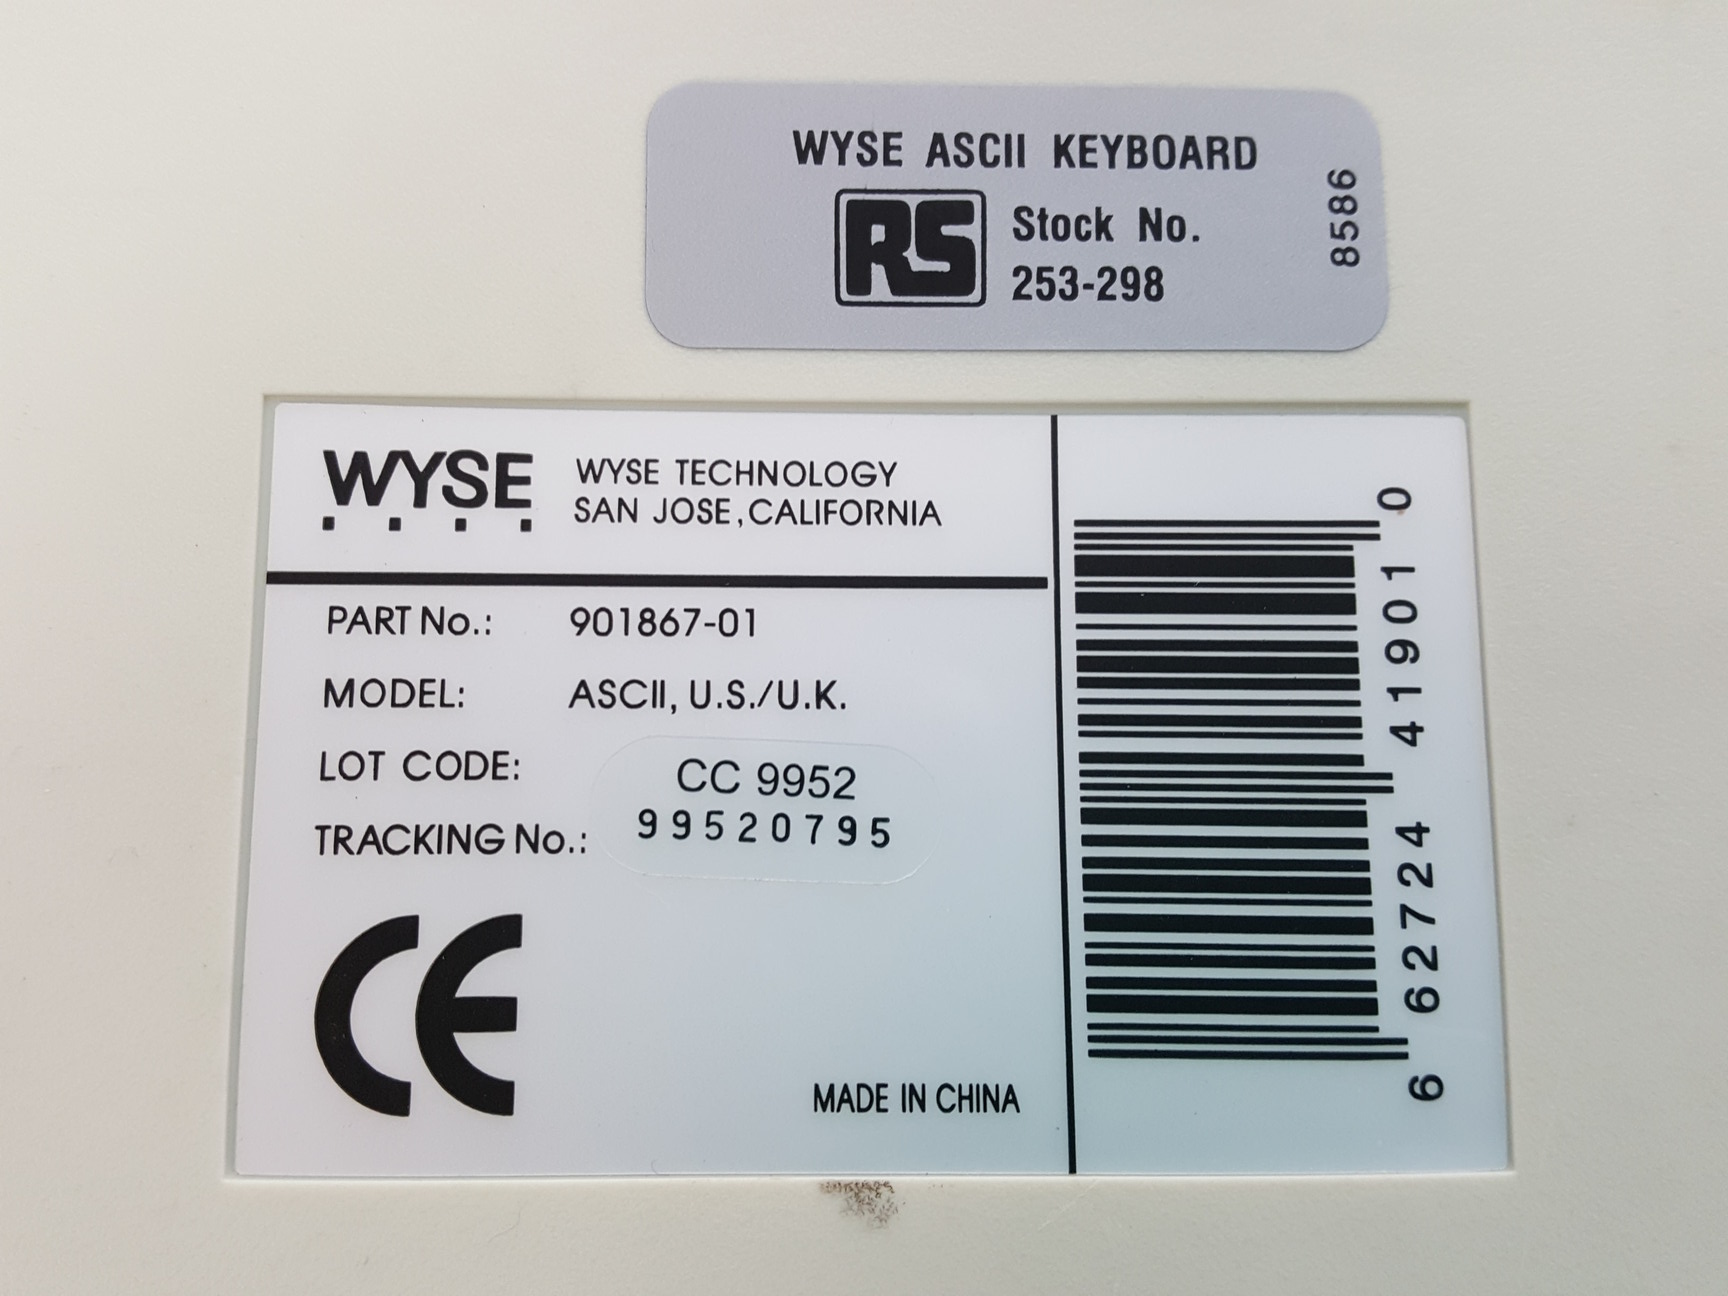 WYSE ASCII KEYBOARD
RS
Stock No.
253-298
8586
WYSE
WYSE TECHNOLOGY
SAN JOSE, CALIFORNIA
PART No.: 901867-01
MODEL: ASCII, U.S./U.K.
LOT CODE: CC 9952
TRACKING No.: 99520795
CE
MADE IN CHINA
6 62724 41901 0